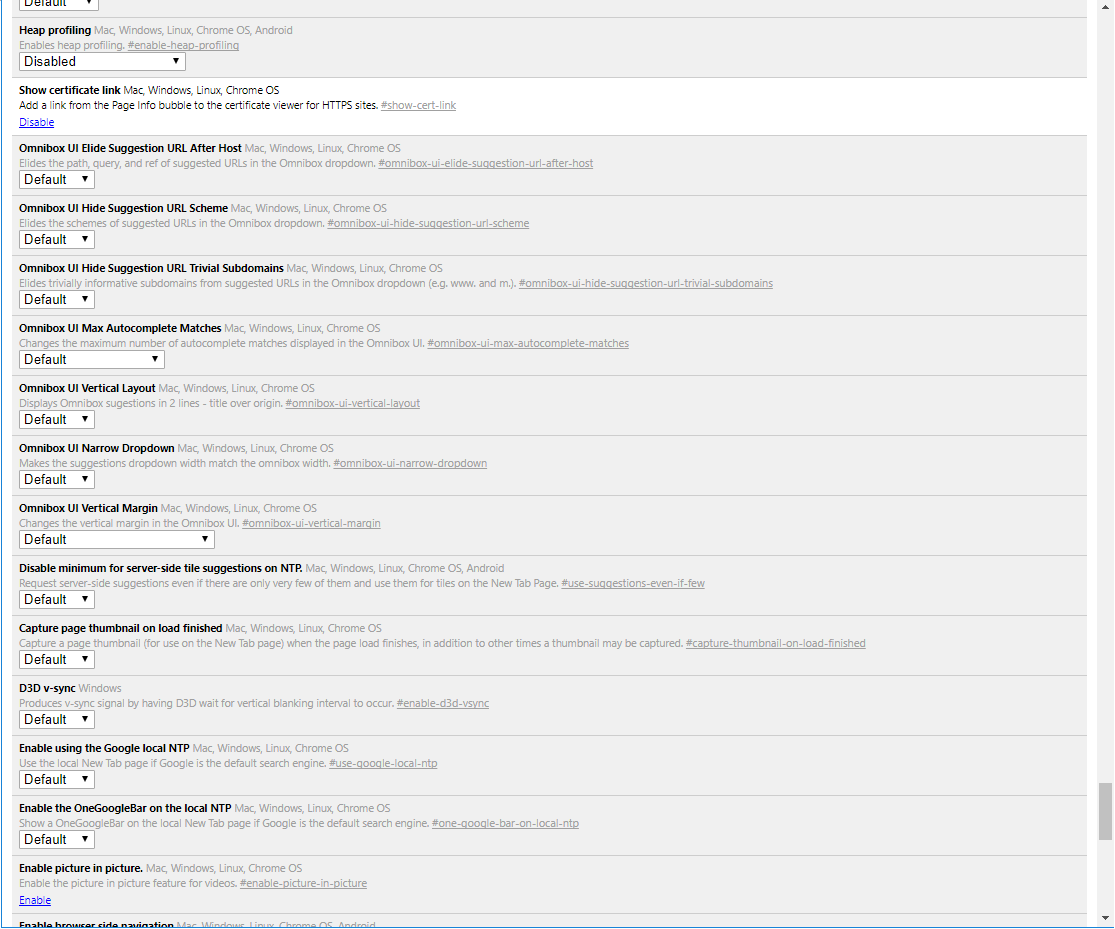 Default
Heap profiling Mac, Windows, Linux, Chrome OS, Android
Enables heap profiling. #enable-heap-profiling
Disabled
Show certificate link Mac, Windows, Linux, Chrome OS
Add a link from the Page Info bubble to the certificate viewer for HTTPS sites. #show-cert-link
Disable
Omnibox UI Elide Suggestion URL After Host Mac, Windows, Linux, Chrome OS
Elides the path, query, and ref of suggested URLs in the Omnibox dropdown. #omnibox-ui-elide-suggestion-url-after-host
Default
Omnibox UI Hide Suggestion URL Scheme Mac, Windows, Linux, Chrome OS
Elides the schemes of suggested URLs in the Omnibox dropdown. #omnibox-ui-hide-suggestion-url-scheme
Default
Omnibox UI Hide Suggestion URL Trivial Subdomains Mac, Windows, Linux, Chrome OS
Elides trivially informative subdomains from suggested URLs in the Omnibox dropdown (e.g. www. and m.). #omnibox-ui-hide-suggestion-url-trivial-subdomains
Default
Omnibox UI Max Autocomplete Matches Mac, Windows, Linux, Chrome OS
Changes the maximum number of autocomplete matches displayed in the Omnibox UI. #omnibox-ui-max-autocomplete-matches
Default
Omnibox UI Vertical Layout Mac, Windows, Linux, Chrome OS
Displays Omnibox sugestions in 2 lines - title over origin. #omnibox-ui-vertical-layout
Default
Omnibox UI Narrow Dropdown Mac, Windows, Linux, Chrome OS
Makes the suggestions dropdown width match the omnibox width. #omnibox-ui-narrow-dropdown
Default
Omnibox UI Vertical Margin Mac, Windows, Linux, Chrome OS
Changes the vertical margin in the Omnibox UI. #omnibox-ui-vertical-margin
Default
Disable minimum for server-side tile suggestions on NTP. Mac, Windows, Linux, Chrome OS, Android
Request server-side suggestions even if there are only very few of them and use them for tiles on the New Tab Page. #use-suggestions-even-if-few
Default
Capture page thumbnail on load finished Mac, Windows, Linux, Chrome OS
Capture a page thumbnail (for use on the New Tab page) when the page load finishes, in addition to other times a thumbnail may be captured. #capture-thumbnail-on-load-finished
Default
D3D v-sync Windows
Produces v-sync signal by having D3D wait for vertical blanking interval to occur. #enable-d3d-vsync
Default
Enable using the Google local NTP Mac, Windows, Linux, Chrome OS
Use the local New Tab page if Google is the default search engine. #use-google-local-ntp
Default
Enable the OneGoogleBar on the local NTP Mac, Windows, Linux, Chrome OS
Show a OneGoogleBar on the local New Tab page if Google is the default search engine. #one-google-bar-on-local-ntp
Default
Enable picture in picture. Mac, Windows, Linux, Chrome OS
Enable the picture in picture feature for videos. #enable-picture-in-picture
Enable
Enable browser side navigation Mac, Windows, Linux, Chrome OS, Android